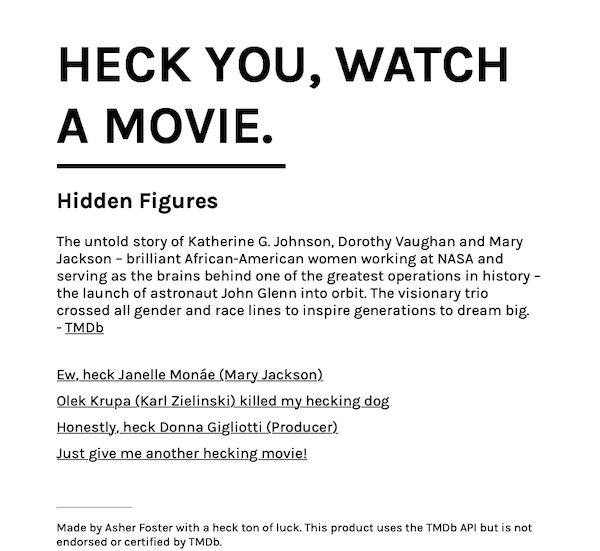 HECK YOU, WATCH
A MOVIE.
Hidden Figures
The untold story of Katherine G. Johnson, Dorothy Vaughan and Mary
Jackson – brilliant African-American women working at NASA and
serving as the brains behind one of the greatest operations in history –
the launch of astronaut John Glenn into orbit. The visionary trio
crossed all gender and race lines to inspire generations to dream big.
- TMDb
Ew, heck Janelle Monáe (Mary Jackson)
Olek Krupa (Karl Zielinski) killed my hecking dog
Honestly, heck Donna Gigliotti (Producer)
Just give me another hecking movie!
Made by Asher Foster with a heck ton of luck. This product uses the TMDb API but is not
endorsed or certified by TMDb.